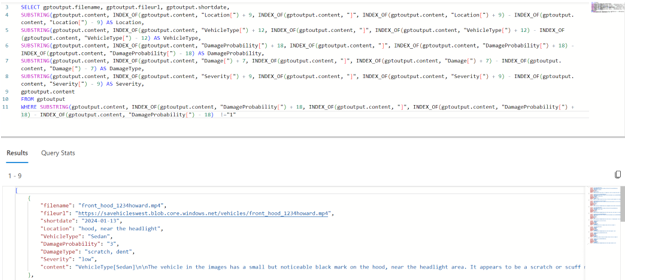 3 SELECT gptoutput.filename, gptoutput.fileurl, gptoutput.shortdate,
4 SUBSTRING(gptoutput.content, INDEX_OF(gptoutput.content, "Location[") + 9, INDEX_OF(gptoutput.content, "]", INDEX_OF(gptoutput.content, "Location[") + 9) - INDEX_OF(gptoutput.
content, "Location[") - 9) AS Location,
5 SUBSTRING(gptoutput.content, INDEX_OF(gptoutput.content, "VehicleType[") + 12, INDEX_OF(gptoutput.content, "]", INDEX_OF(gptoutput.content, "VehicleType[") + 12) - INDEX_OF
(gptoutput.content, "VehicleType[") - 12) AS VehicleType,
6 SUBSTRING(gptoutput.content, INDEX_OF(gptoutput.content, "DamageProbability[") + 18, INDEX_OF(gptoutput.content, "]", INDEX_OF(gptoutput.content, "DamageProbability[") + 18) -
INDEX_OF(gptoutput.content, "DamageProbability[") - 18) AS DamageProbability,
7 SUBSTRING(gptoutput.content, INDEX_OF(gptoutput.content, "Damage[") + 7, INDEX_OF(gptoutput.content, "]", INDEX_OF(gptoutput.content, "Damage[") + 7) - INDEX_OF(gptoutput.
content, "Damage[") - 7) AS DamageType,
8 SUBSTRING(gptoutput.content, INDEX_OF(gptoutput.content, "Severity[") + 9, INDEX_OF(gptoutput.content, "]", INDEX_OF(gptoutput.content, "Severity[") + 9) - INDEX_OF(gptoutput.
content, "Severity[") - 9) AS Severity,
9 gptoutput.content
10 FROM gptoutput
11 WHERE SUBSTRING(gptoutput.content, INDEX_OF(gptoutput.content, "DamageProbability[") + 18, INDEX_OF(gptoutput.content, "]", INDEX_OF(gptoutput.content, "DamageProbability[") +
18) - INDEX_OF(gptoutput.content, "DamageProbability[") - 18) !="1"
Results Query Stats
1 - 9
[
{
"filename": "front_hood_1234howard.mp4",
"fileurl": "https://savehicleswest.blob.core.windows.net/vehicles/front_hood_1234howard.mp4",
"shortdate": "2024-01-13",
"Location": "hood, near the headlight",
"VehicleType": "Sedan",
"DamageProbability": "3",
"DamageType": "scratch, dent",
"Severity": "low",
"content": "VehicleType[Sedan]\n\nThe vehicle in the images has a small but noticeable black mark on the hood, near the headlight area. It appears to be a scratch or scuff
},